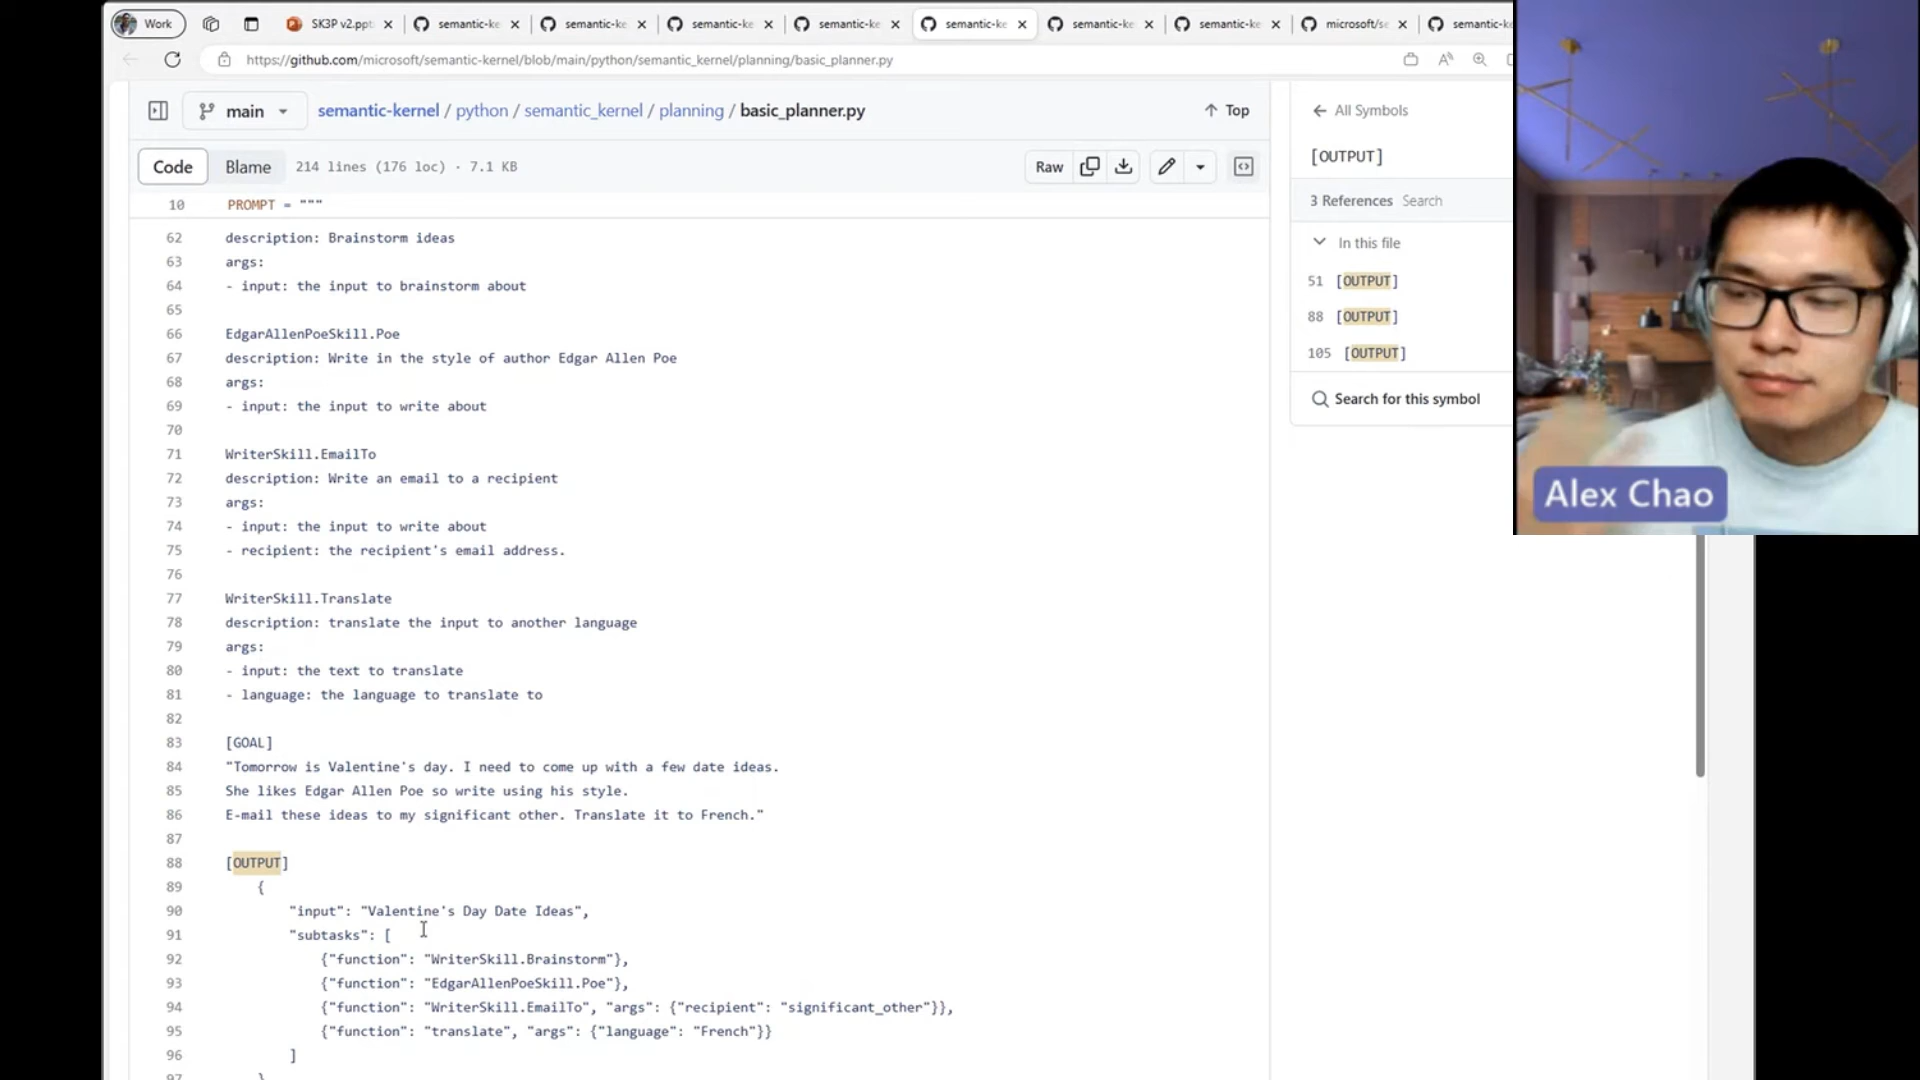 Work
SK3P v2.ppt
semantic-ke
semantic-ke
semantic-ke
semantic-ke
semantic-ke
semantic-ke
semantic-ke
microsoft/se
semantic-ke
https://github.com/microsoft/semantic-kernel/blob/main/python/semantic_kernel/planning/basic_planner.py
main
semantic-kernel / python / semantic_kernel / planning / basic_planner.py
Top
Code
Blame
214 lines (176 loc) · 7.1 KB
Raw
10 PROMPT = """
62 description: Brainstorm ideas
63 args:
64 - input: the input to brainstorm about
65
66 EdgarAllenPoeSkill.Poe
67 description: Write in the style of author Edgar Allen Poe
68 args:
69 - input: the input to write about
70
71 WriterSkill.EmailTo
72 description: Write an email to a recipient
73 args:
74 - input: the input to write about
75 - recipient: the recipient's email address.
76
77 WriterSkill.Translate
78 description: translate the input to another language
79 args:
80 - input: the text to translate
81 - language: the language to translate to
82
83 [GOAL]
84 "Tomorrow is Valentine's day. I need to come up with a few date ideas.
85 She likes Edgar Allen Poe so write using his style.
86 E-mail these ideas to my significant other. Translate it to French."
87
88 [OUTPUT]
89 {
90 "input": "Valentine's Day Date Ideas",
91 "subtasks": [
92 {"function": "WriterSkill.Brainstorm"},
93 {"function": "EdgarAllenPoeSkill.Poe"},
94 {"function": "WriterSkill.EmailTo", "args": {"recipient": "significant_other"}},
95 {"function": "translate", "args": {"language": "French"}}
96 ]
97 }
All Symbols
[OUTPUT]
3 References Search
In this file
51 [OUTPUT]
88 [OUTPUT]
105 [OUTPUT]
Search for this symbol
Alex Chao